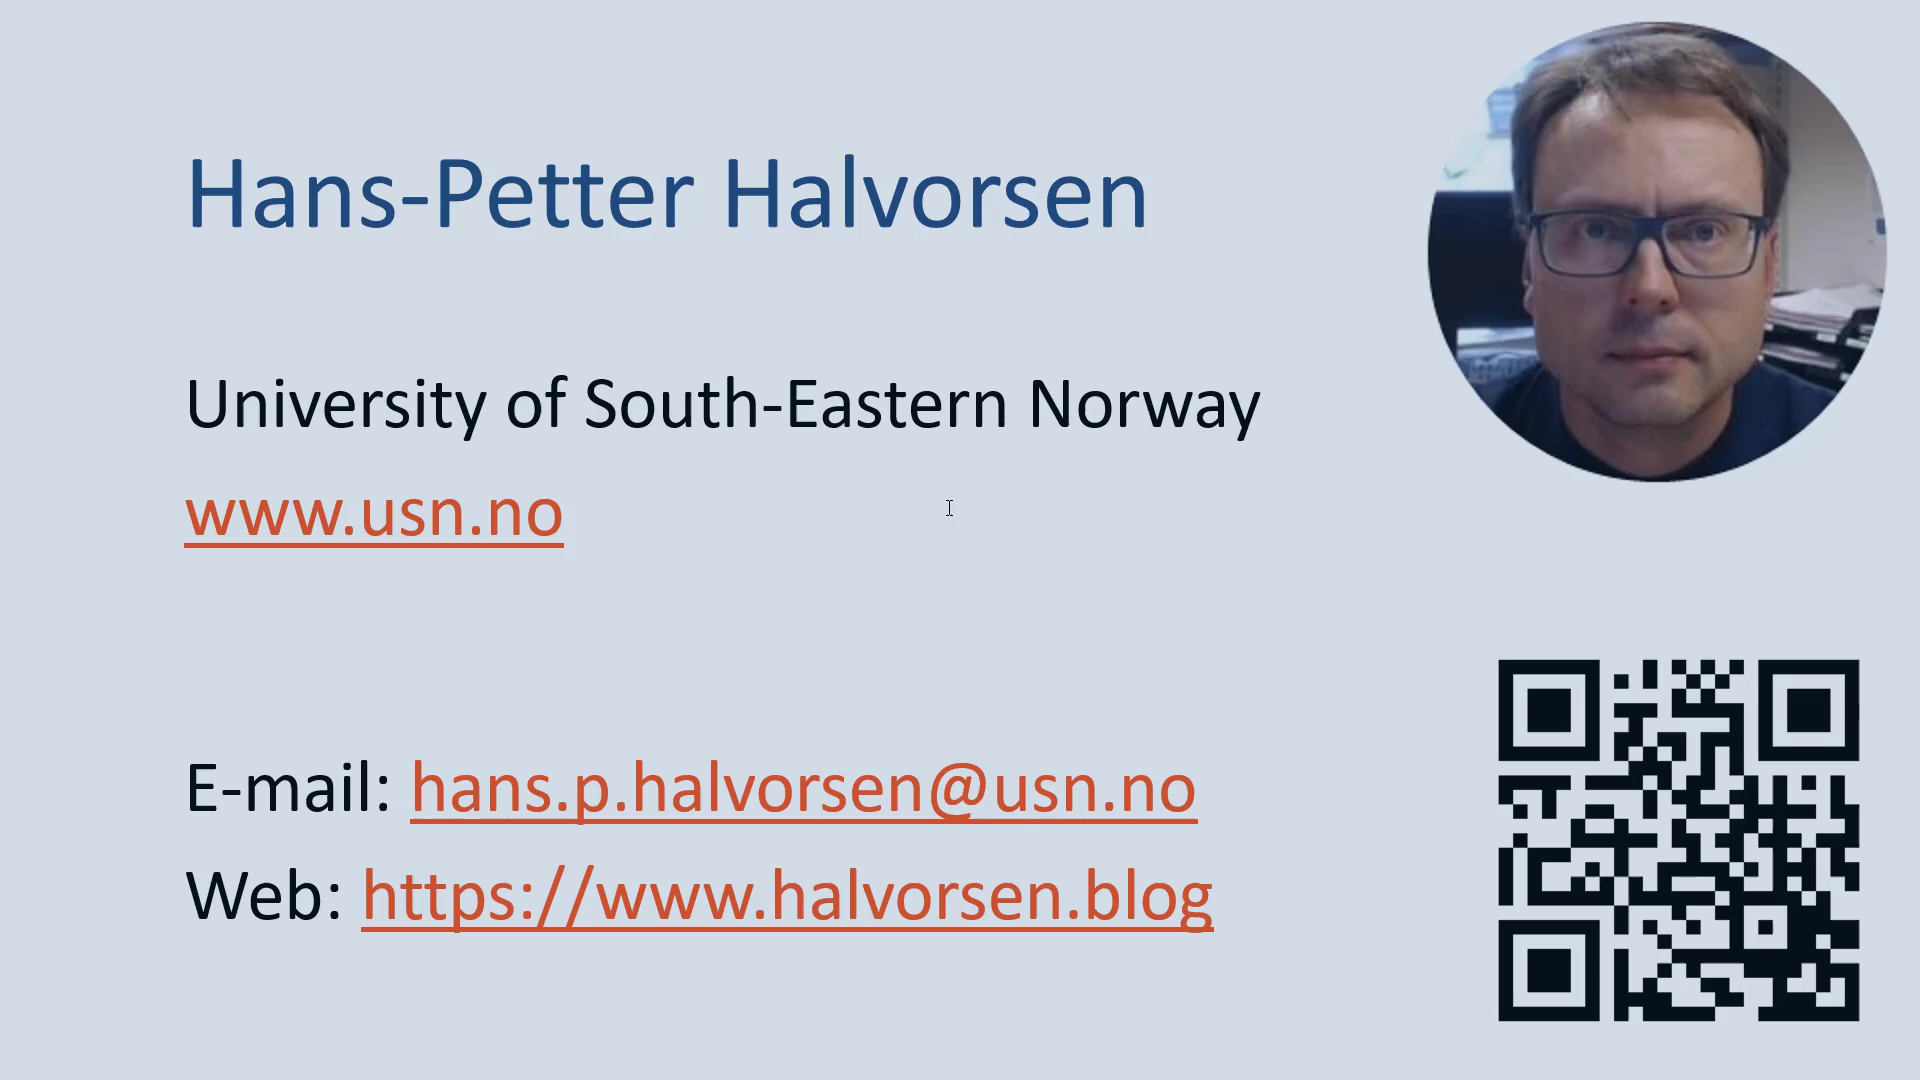 Hans-Petter Halvorsen
University of South-Eastern Norway
www.usn.no
E-mail: hans.p.halvorsen@usn.no
Web: https://www.halvorsen.blog